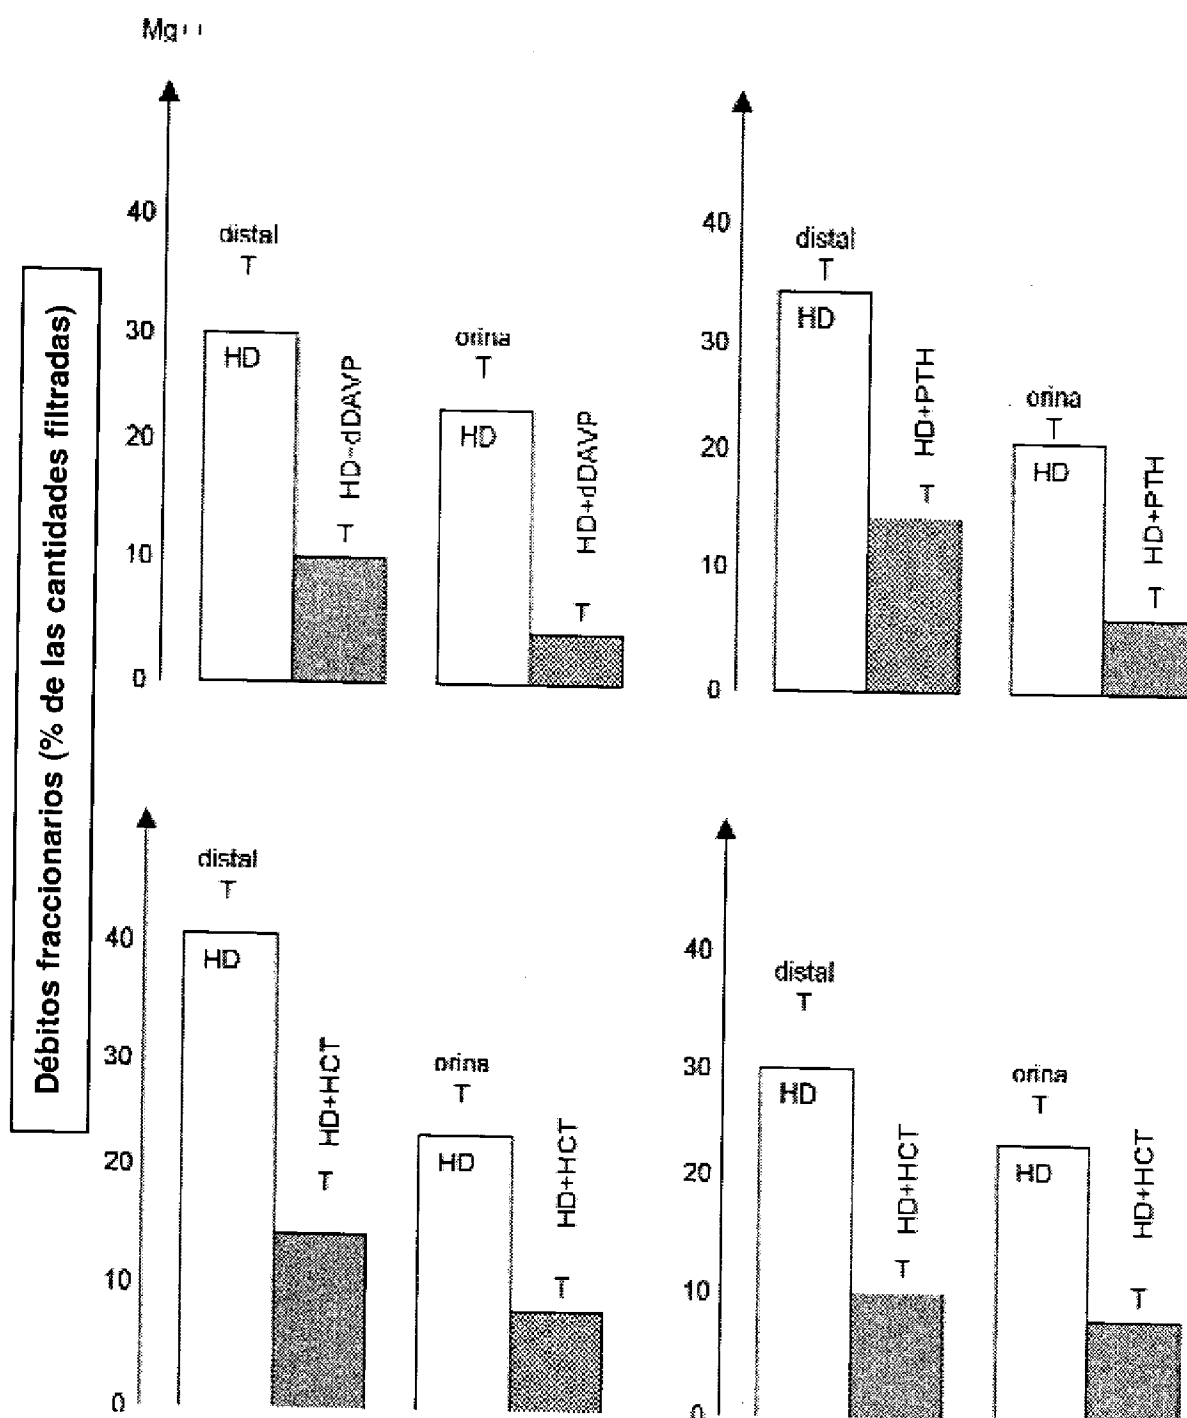 Mg++
Débitos fraccionarios (% de las cantidades filtradas)
40
30
20
10
0
distal
T
HD
T HD+dDAVP
orina
T
HD
T HD+dDAVP
40
30
20
10
0
distal
T
HD
T HD+PTH
orina
T
HD
T HD+PTH
40
30
20
10
0
distal
T
HD
T HD+HCT
orina
T
HD
T HD+HCT
40
30
20
10
0
distal
T
HD
T HD+HCT
orina
T
HD
T HD+HCT